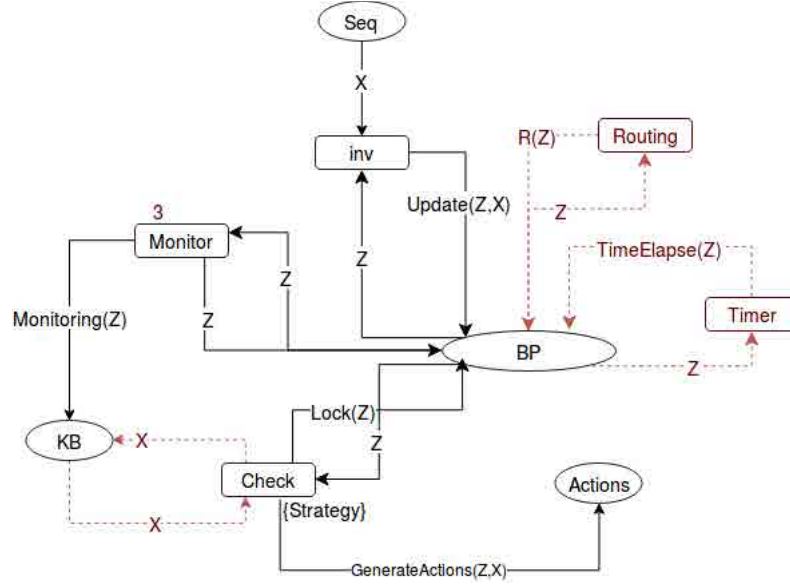 Seq
X
inv
R(Z)
Routing
Update(Z,X)
Z
3
Monitor
Z
Z
Z
TimeElapse(Z)
Monitoring(Z)
Timer
BP
Z
Lock(Z)
KB
X
Z
Check
Actions
{Strategy}
X
GenerateActions(Z,X)